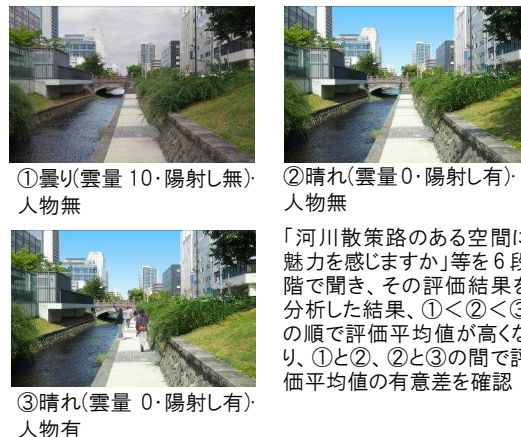 ①曇り(雲量 10・陽射し無)・
人物無
②晴れ(雲量0・陽射し有)・
人物無
③晴れ(雲量 0・陽射し有)・
人物有
「河川散策路のある空間に
魅力を感じますか」等を6段
階で聞き、その評価結果を
分析した結果、①<②<③
の順で評価平均値が高くな
り、①と②、②と③の間で評
価平均値の有意差を確認